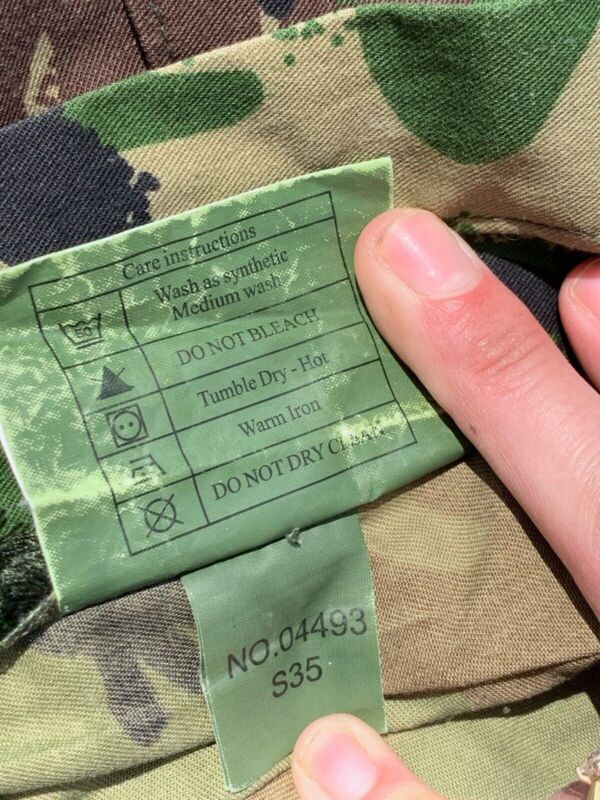 Care instructions
Wash as synthetic
Medium wash
DO NOT BLEACH
Tumble Dry - Hot
Warm Iron
DO NOT DRY CLEAN
NO.04493
S35